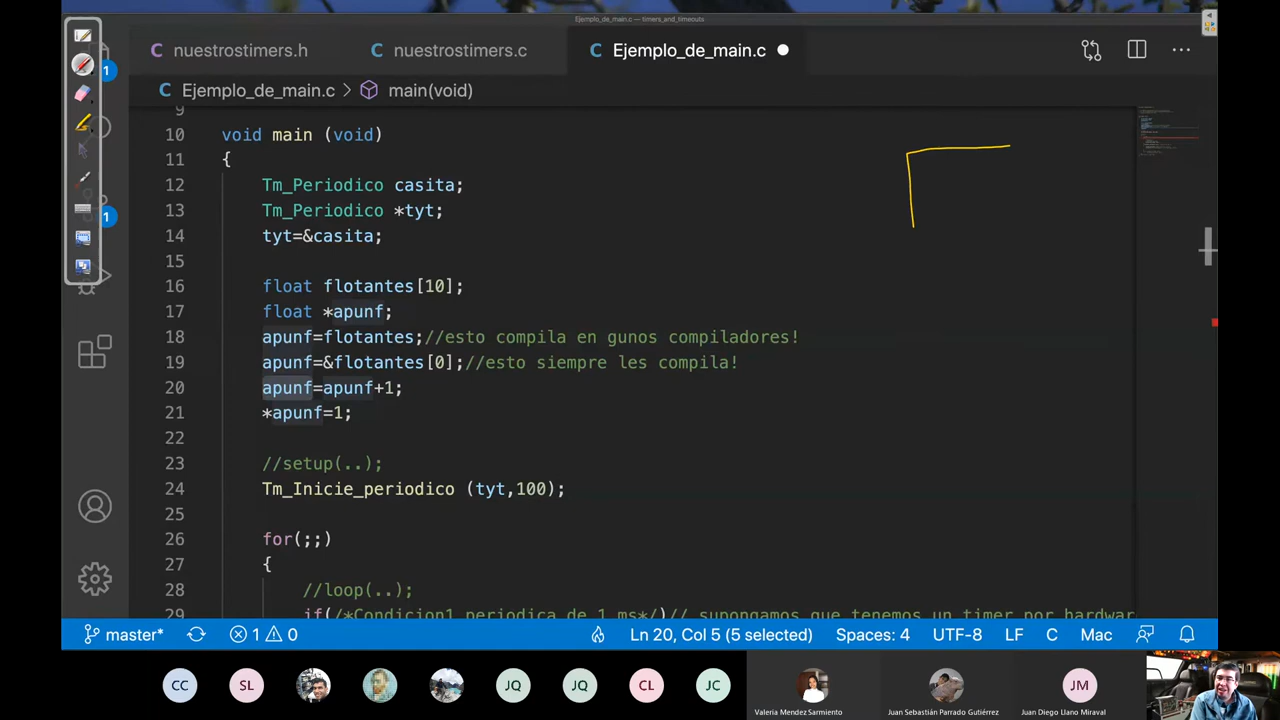 Ejemplo_de_main.c — timers_and_timeouts
C nuestrostimers.h
C nuestrostimers.c
C Ejemplo_de_main.c
C Ejemplo_de_main.c > main(void)
9
10 void main (void)
11 {
12 Tm_Periodico casita;
13 Tm_Periodico *tyt;
14 tyt=&casita;
15
16 float flotantes[10];
17 float *apunf;
18 apunf=flotantes;//esto compila en gunos compiladores!
19 apunf=&flotantes[0];//esto siempre les compila!
20 apunf=apunf+1;
21 *apunf=1;
22
23 //setup(..);
24 Tm_Inicie_periodico (tyt,100);
25
26 for(;;)
27 {
28 //loop(..);
29 if(/*Condicion1 periodica de 1 ms*/)// supongamos que tenemos un timer por hardwar
1
1
master* 1 0 Ln 20, Col 5 (5 selected) Spaces: 4 UTF-8 LF C Mac
CC SL JQ JQ CL JC JM
Valeria Mendez Sarmiento Juan Sebastián Parrado Gutiérrez Juan Diego Llano Miraval